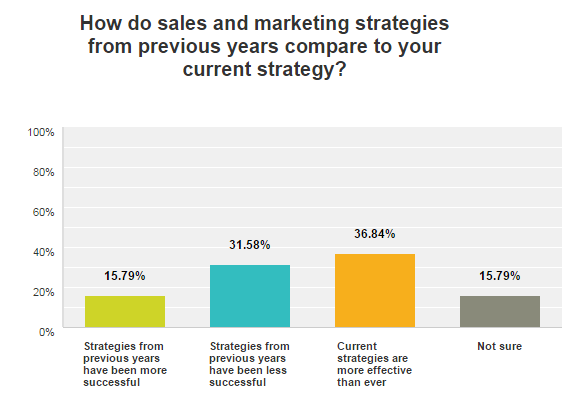 How do sales and marketing strategies
from previous years compare to your
current strategy?
100%
80%
60%
40%
20%
0%
15.79%
31.58%
36.84%
15.79%
Strategies from
previous years
have been more
successful
Strategies from
previous years
have been less
successful
Current
strategies are
more effective
than ever
Not sure